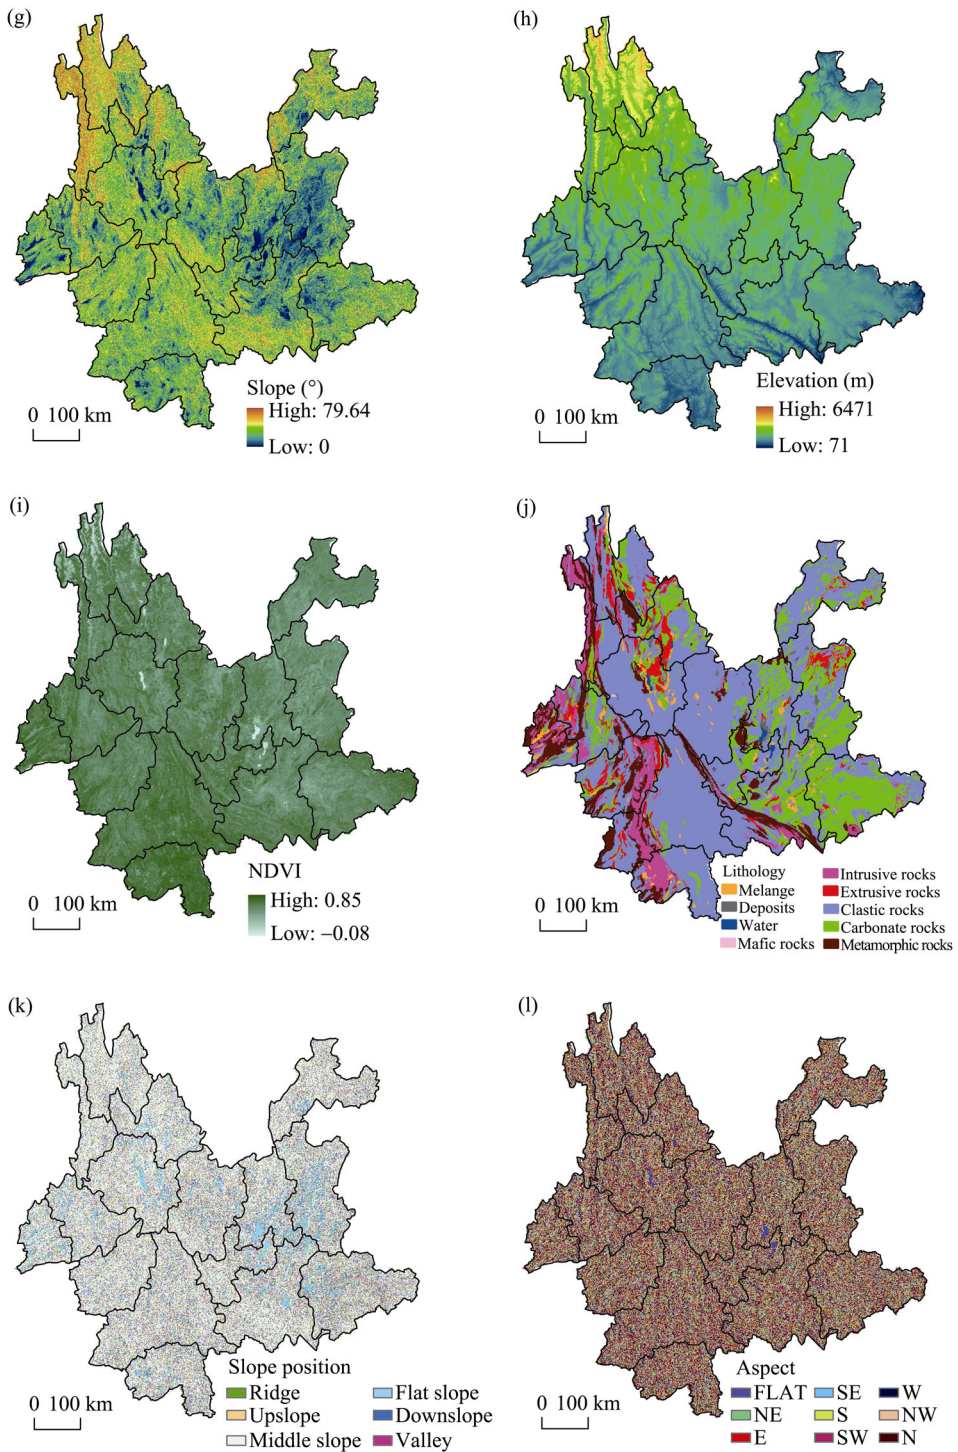 (g)
Slope (°)
High: 79.64
Low: 0
0 100 km
(h)
Elevation (m)
High: 6471
Low: 71
0 100 km
(i)
NDVI
High: 0.85
Low: −0.08
0 100 km
(j)
Lithology
Melange
Deposits
Water
Mafic rocks
Intrusive rocks
Extrusive rocks
Clastic rocks
Carbonate rocks
Metamorphic rocks
0 100 km
(k)
Slope position
Ridge
Upslope
Middle slope
Flat slope
Downslope
Valley
0 100 km
(l)
Aspect
FLAT
NE
E
SE
S
SW
W
NW
N
0 100 km